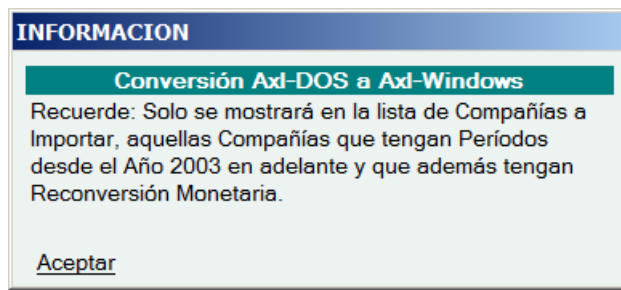 INFORMACION
Conversión Axl-DOS a Axl-Windows
Recuerde: Solo se mostrará en la lista de Compañías a
Importar, aquellas Compañías que tengan Períodos
desde el Año 2003 en adelante y que además tengan
Reconversión Monetaria.
Aceptar